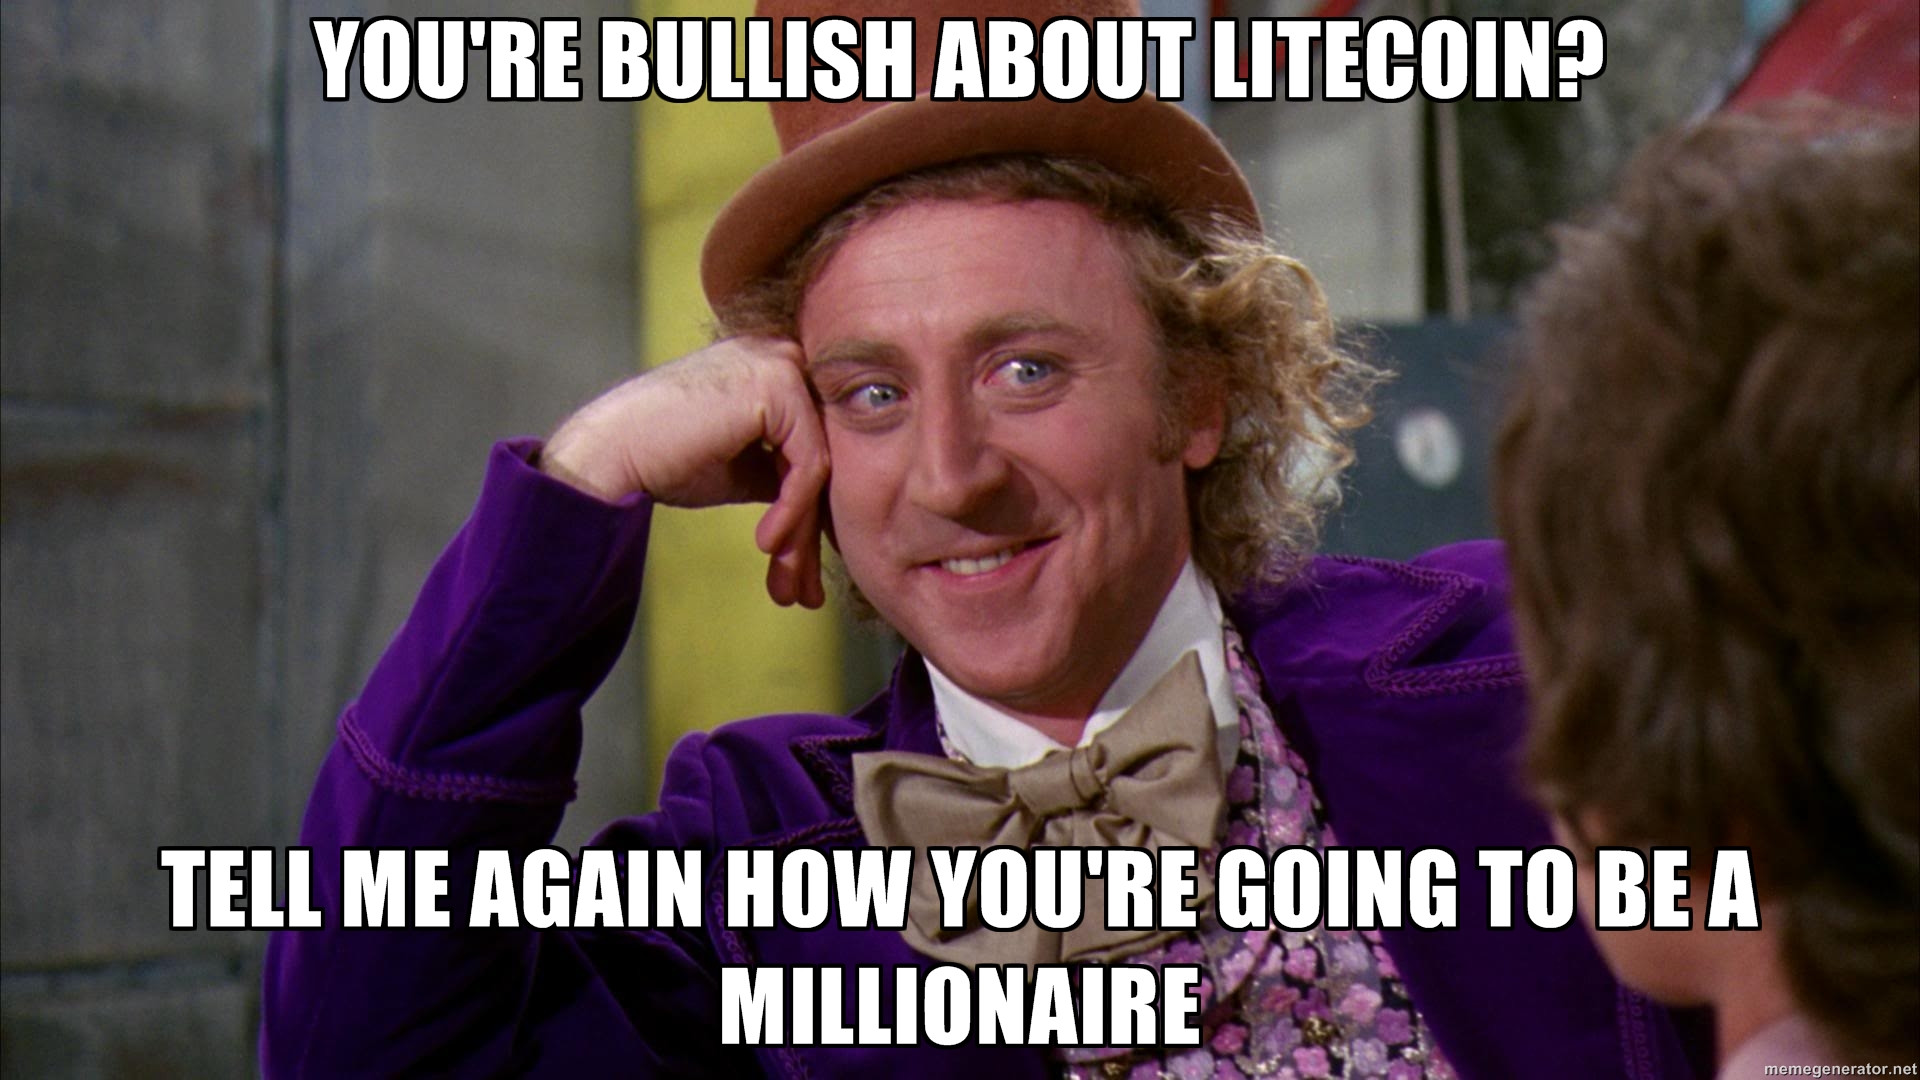 YOU'RE BULLISH ABOUT LITECOIN?
TELL ME AGAIN HOW YOU'RE GOING TO BE A
MILLIONAIRE
memegenerator.net